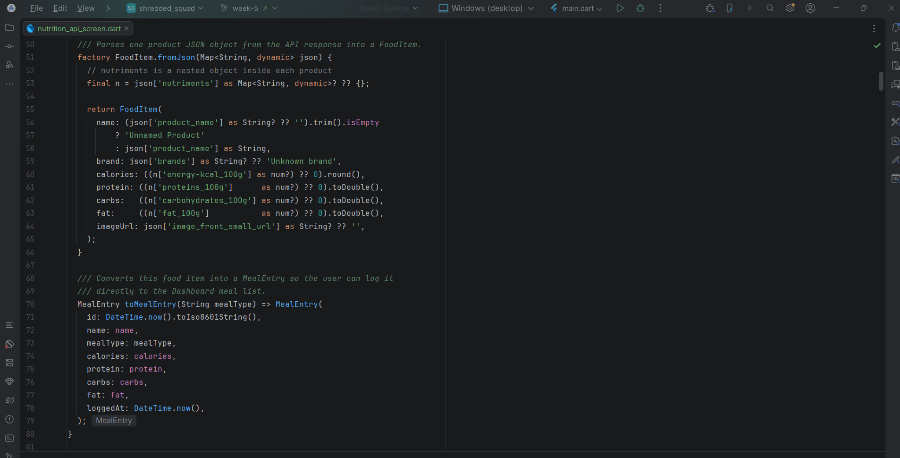 File Edit View shredded_squad week-5 Select Device Windows (desktop) main.dart
nutrition_api_screen.dart
50 /// Parses one product JSON object from the API response into a FoodItem.
51 factory FoodItem.fromJson(Map<String, dynamic> json) {
52 // nutriments is a nested object inside each product
53 final n = json['nutriments'] as Map<String, dynamic>? ?? {};
54
55 return FoodItem(
56 name: (json['product_name'] as String? ?? '').trim().isEmpty
57 ? 'Unnamed Product'
58 : json['product_name'] as String,
59 brand: json['brands'] as String? ?? 'Unknown brand',
60 calories: ((n['energy-kcal_100g'] as num?) ?? 0).round(),
61 protein: ((n['proteins_100g'] as num?) ?? 0).toDouble(),
62 carbs: ((n['carbohydrates_100g'] as num?) ?? 0).toDouble(),
63 fat: ((n['fat_100g'] as num?) ?? 0).toDouble(),
64 imageUrl: json['image_front_small_url'] as String? ?? '',
65 );
66 }
67
68 /// Converts this food item into a MealEntry so the user can log it
69 /// directly to the Dashboard meal list.
70 MealEntry toMealEntry(String mealType) => MealEntry(
71 id: DateTime.now().toIso8601String(),
72 name: name,
73 mealType: mealType,
74 calories: calories,
75 protein: protein,
76 carbs: carbs,
77 fat: fat,
78 loggedAt: DateTime.now(),
79 ); MealEntry
80 }
81